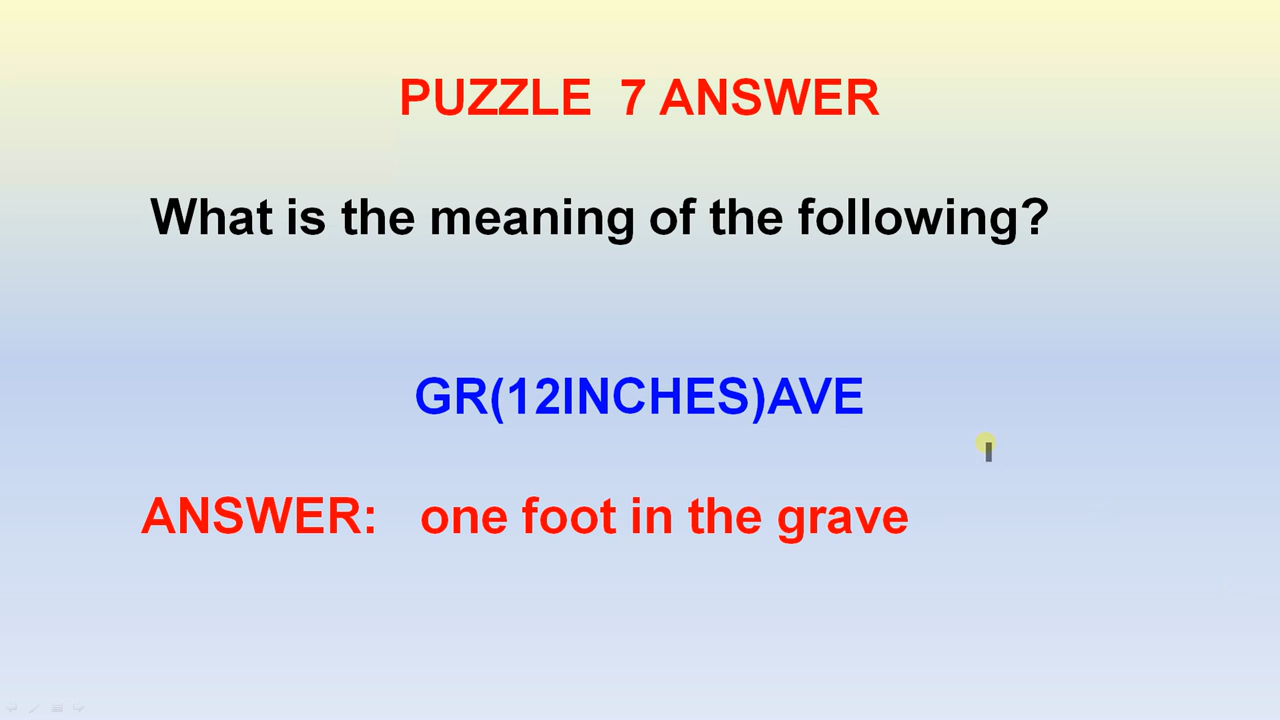 PUZZLE 7 ANSWER
What is the meaning of the following?
GR(12INCHES)AVE
ANSWER: one foot in the grave